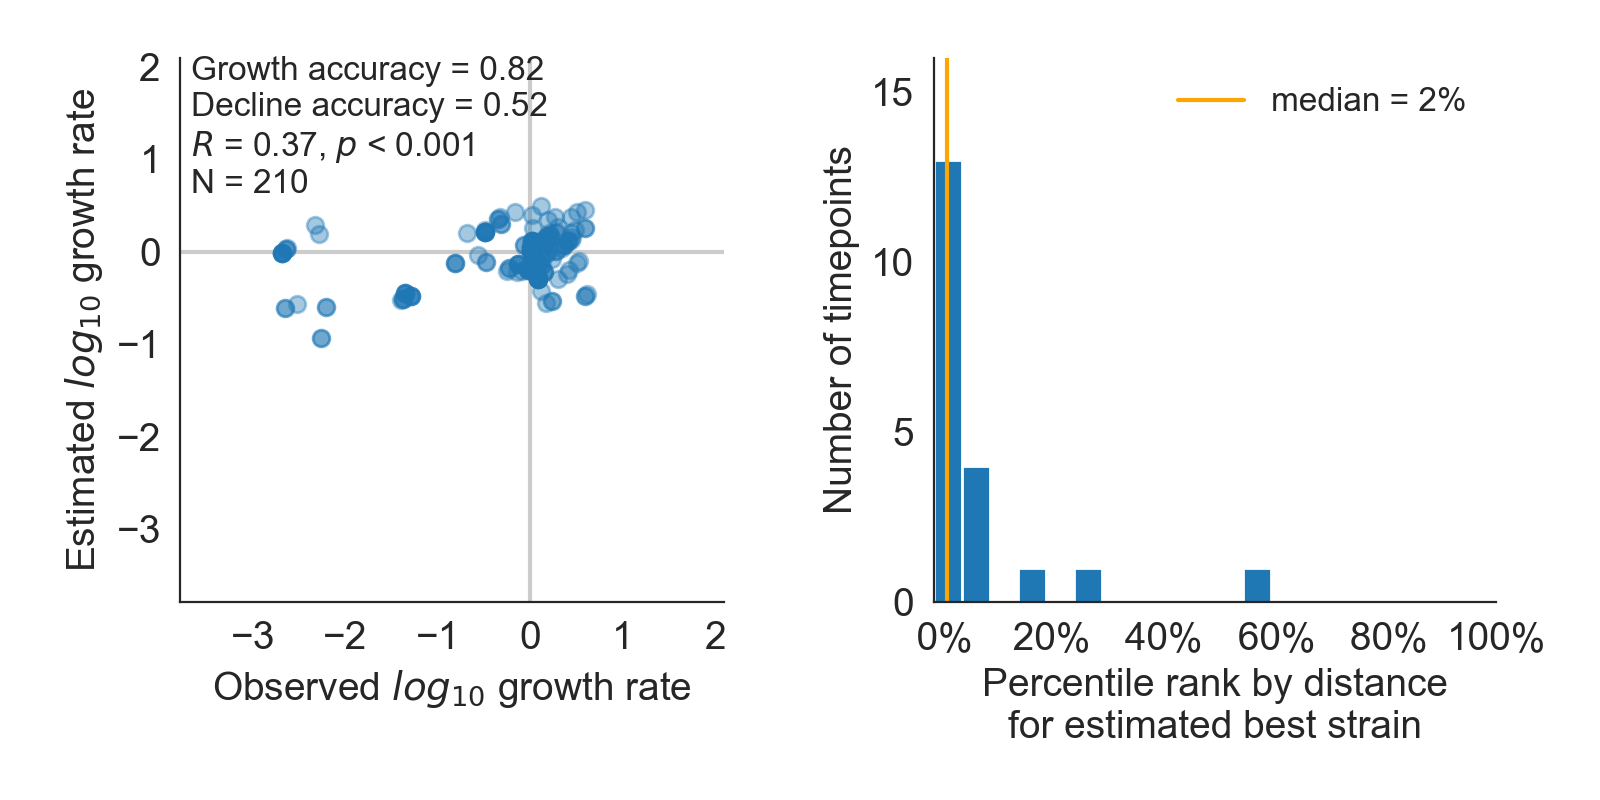 Growth accuracy = 0.82
Decline accuracy = 0.52
R = 0.37, p < 0.001
N = 210
2
1
0
−1
−2
−3
Estimated log10 growth rate
−3 −2 −1 0 1 2
Observed log10 growth rate
median = 2%
15
10
5
0
Number of timepoints
0% 20% 40% 60% 80% 100%
Percentile rank by distance
for estimated best strain